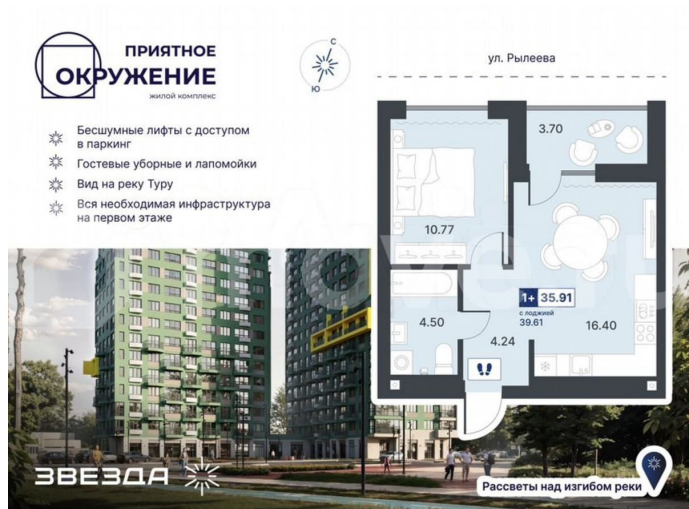 ПРИЯТНОЕ
ОКРУЖЕНИЕ
жилой комплекс
С
Ю
ул. Рылеева
Бесшумные лифты с доступом
в паркинг
Гостевые уборные и лапомойки
Вид на реку Туру
Вся необходимая инфраструктура
на первом этаже
3.70
10.77
1+ 35.91
с лоджией
39.61
4.50
4.24
16.40
ЗВЕЗДА
Рассветы над изгибом реки